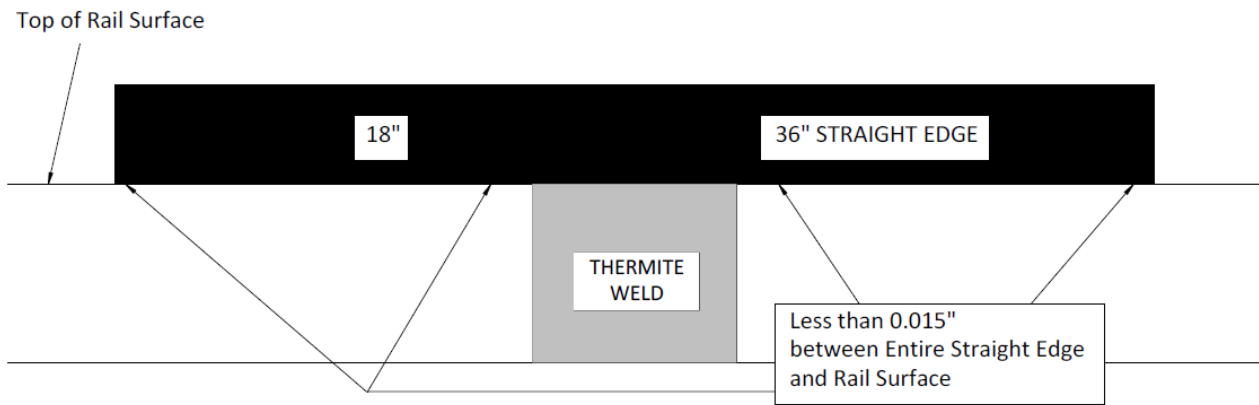 Top of Rail Surface
18"
36" STRAIGHT EDGE
THERMITE
WELD
Less than 0.015"
between Entire Straight Edge
and Rail Surface